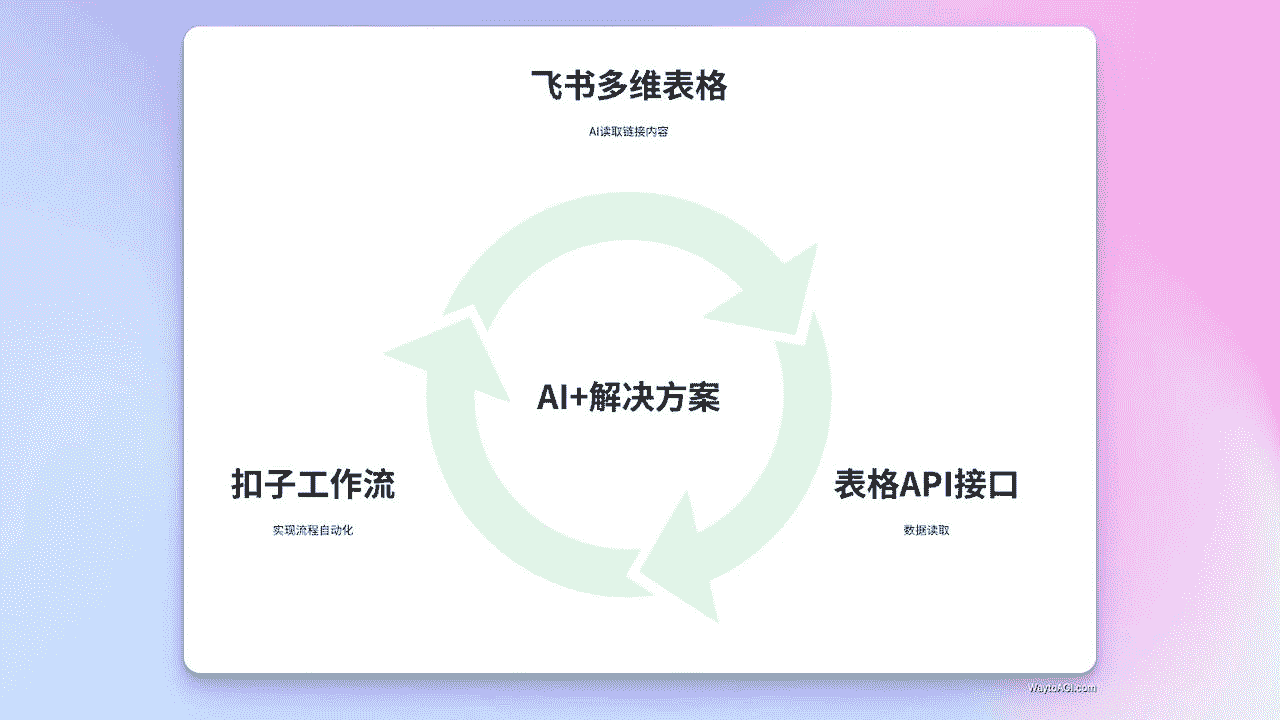 飞书多维表格
AI读取链接内容
AI+解决方案
扣子工作流
实现流程自动化
表格API接口
数据读取
WaytoAGI.com